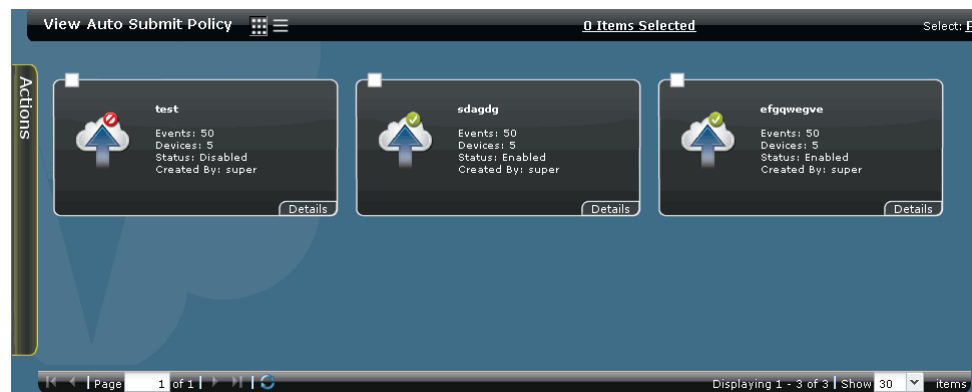 View Auto Submit Policy
0 Items Selected
Select:
Actions
test
Events: 50
Devices: 5
Status: Disabled
Created By: super
Details
sdagdg
Events: 50
Devices: 5
Status: Enabled
Created By: super
Details
efgqwegve
Events: 50
Devices: 5
Status: Enabled
Created By: super
Details
Page 1 of 1
Displaying 1 - 3 of 3 Show 30 items